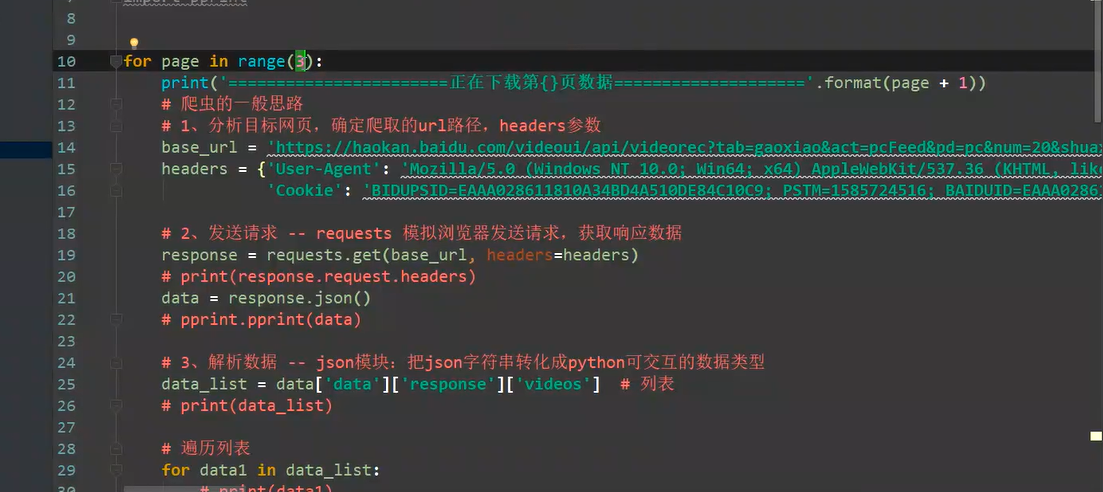 import pprint
8
9
10 for page in range(3):
11 print('=======================正在下载第{}页数据===================='.format(page + 1))
12 # 爬虫的一般思路
13 # 1、分析目标网页，确定爬取的url路径，headers参数
14 base_url = 'https://haokan.baidu.com/videoui/api/videorec?tab=gaoxiao&act=pcFeed&pd=pc&num=20&shuax
15 headers = {'User-Agent': 'Mozilla/5.0 (Windows NT 10.0; Win64; x64) AppleWebKit/537.36 (KHTML, like
16 'Cookie': 'BIDUPSID=EAAA028611810A34BD4A510DE84C10C9; PSTM=1585724516; BAIDUID=EAAA02861
17
18 # 2、发送请求 -- requests 模拟浏览器发送请求，获取响应数据
19 response = requests.get(base_url, headers=headers)
20 # print(response.request.headers)
21 data = response.json()
22 # pprint.pprint(data)
23
24 # 3、解析数据 -- json模块：把json字符串转化成python可交互的数据类型
25 data_list = data['data']['response']['videos'] # 列表
26 # print(data_list)
27
28 # 遍历列表
29 for data1 in data_list:
30 # print(data1)